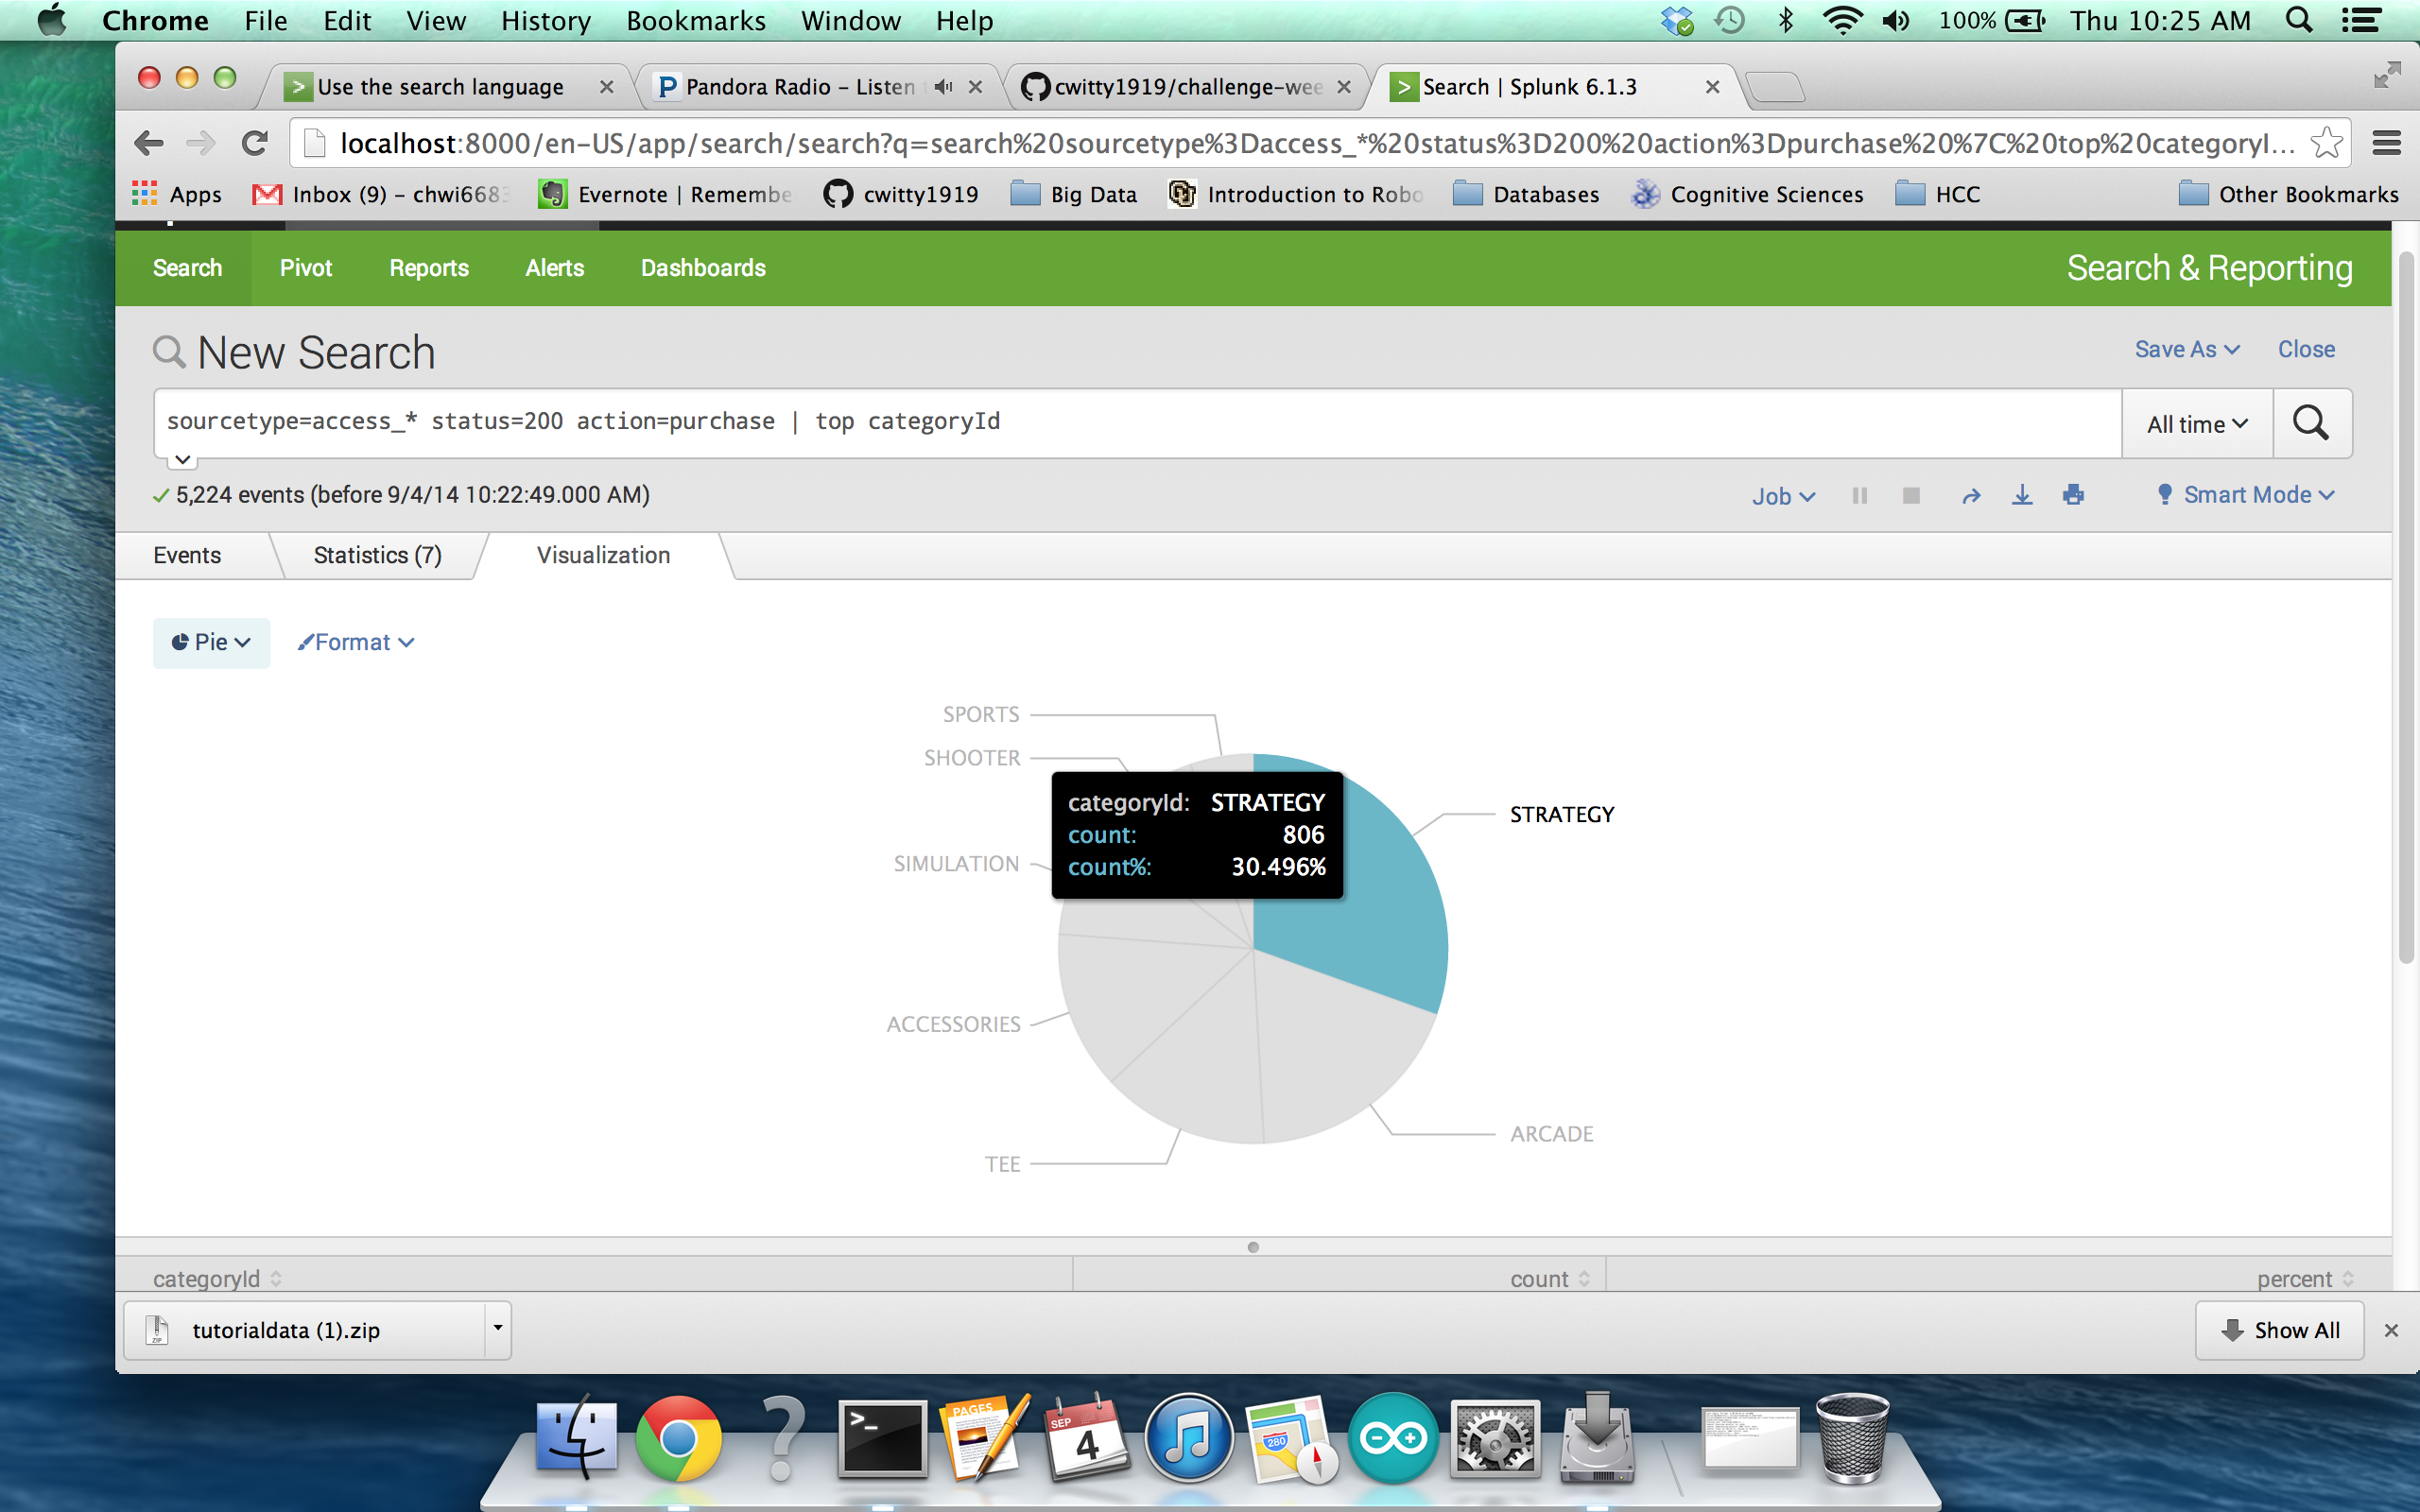 Chrome File Edit View History Bookmarks Window Help 100% Thu 10:25 AM
Use the search language Pandora Radio – Listen cwitty1919/challenge-wee Search | Splunk 6.1.3
localhost:8000/en-US/app/search/search?q=search%20sourcetype%3Daccess_*%20status%3D200%20action%3Dpurchase%20%7C%20top%20categoryI...
Apps Inbox (9) – chwi6683 Evernote | Remembe cwitty1919 Big Data Introduction to Robo Databases Cognitive Sciences HCC Other Bookmarks
Search Pivot Reports Alerts Dashboards Search & Reporting
New Search Save As Close
sourcetype=access_* status=200 action=purchase | top categoryId All time
5,224 events (before 9/4/14 10:22:49.000 AM) Job Smart Mode
Events Statistics (7) Visualization
Pie Format
SPORTS
SHOOTER
categoryId: STRATEGY
STRATEGY
count: 806
SIMULATION
count%: 30.496%
ACCESSORIES
ARCADE
TEE
categoryId count percent
ZIP tutorialdata (1).zip Show All
>_ PAGES SEP 4 280